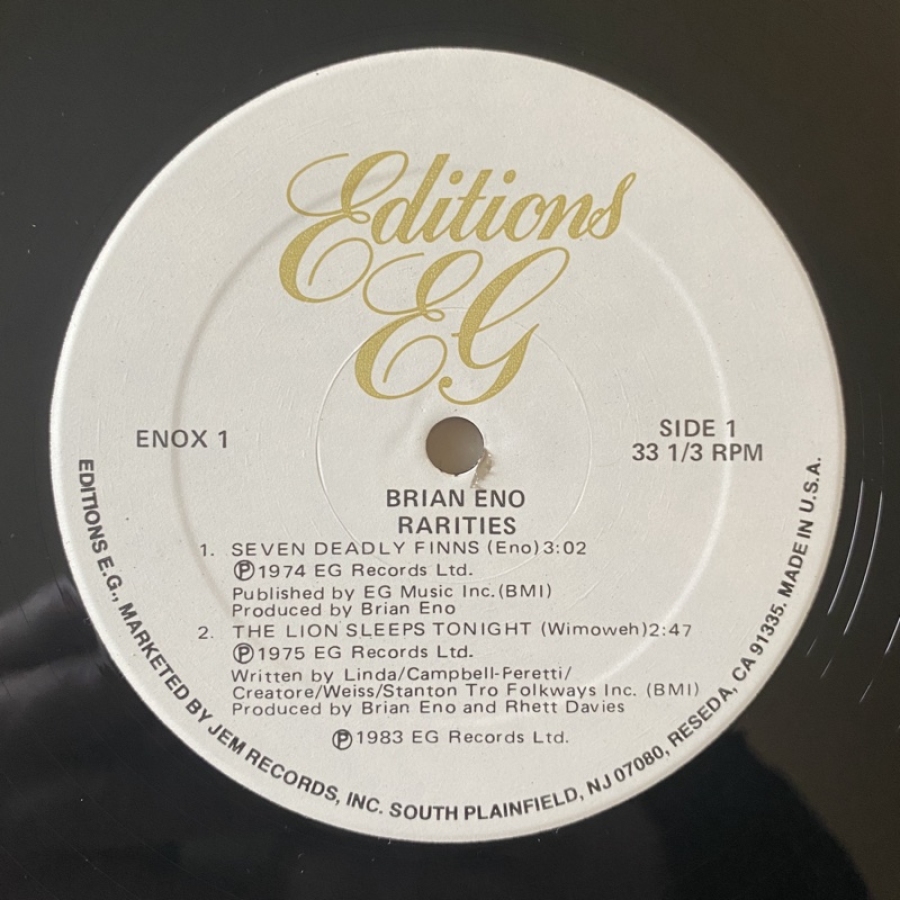 Editions
EG
ENOX 1
SIDE 1
33 1/3 RPM
BRIAN ENO
RARITIES
1. SEVEN DEADLY FINNS (Eno) 3:02
Ⓟ 1974 EG Records Ltd.
Published by EG Music Inc. (BMI)
Produced by Brian Eno
2. THE LION SLEEPS TONIGHT (Wimoweh) 2:47
Ⓟ 1975 EG Records Ltd.
Written by Linda/Campbell-Feretti/
Creatore/Weiss/Stanton Tro Folkways Inc. (BMI)
Produced by Brian Eno and Rhett Davies
Ⓟ 1983 EG Records Ltd.
EDITIONS E.G., MARKETED BY JEM RECORDS, INC. SOUTH PLAINFIELD, NJ 07080, RESEDA, CA 91335. MADE IN U.S.A.